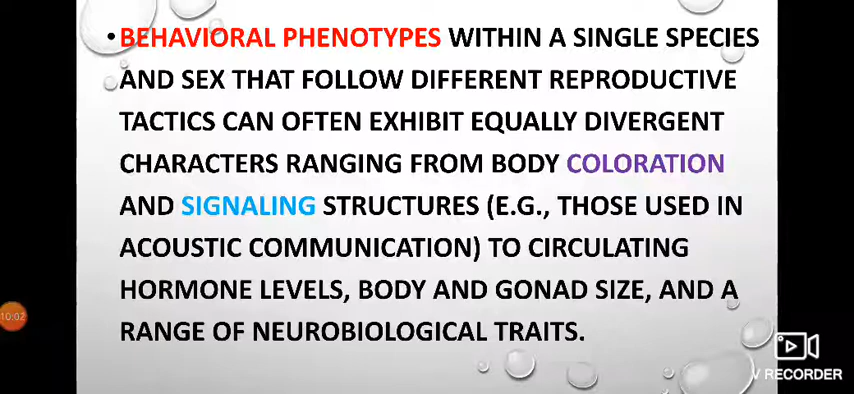 • BEHAVIORAL PHENOTYPES WITHIN A SINGLE SPECIES
AND SEX THAT FOLLOW DIFFERENT REPRODUCTIVE
TACTICS CAN OFTEN EXHIBIT EQUALLY DIVERGENT
CHARACTERS RANGING FROM BODY COLORATION
AND SIGNALING STRUCTURES (E.G., THOSE USED IN
ACOUSTIC COMMUNICATION) TO CIRCULATING
HORMONE LEVELS, BODY AND GONAD SIZE, AND A
RANGE OF NEUROBIOLOGICAL TRAITS.
10:02
V RECORDER